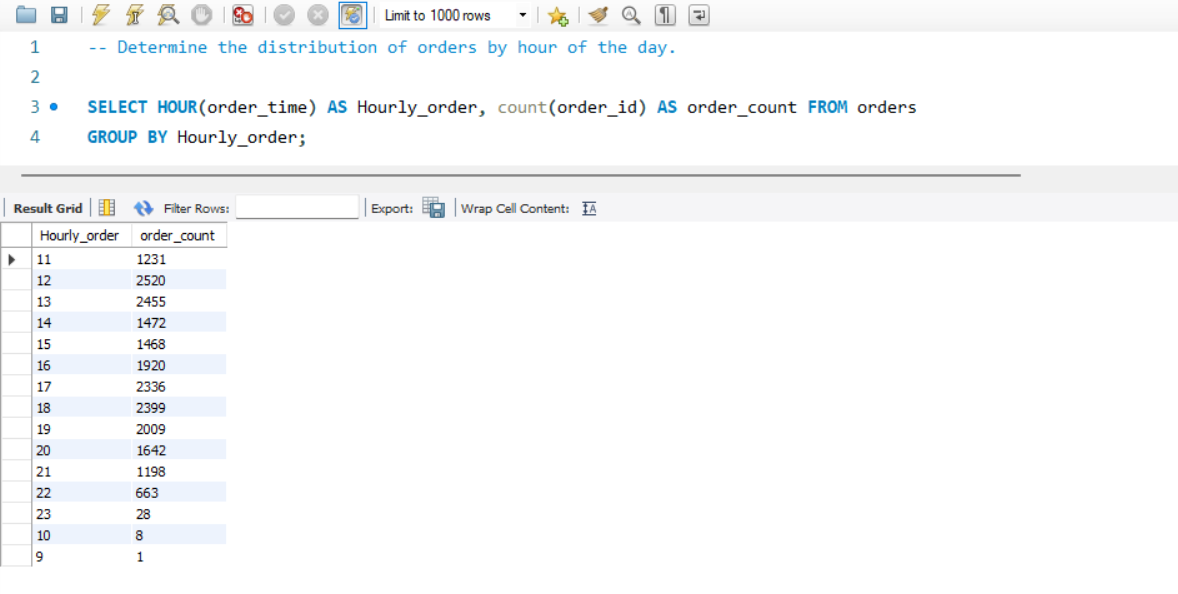 Limit to 1000 rows
1 -- Determine the distribution of orders by hour of the day.
2
3 SELECT HOUR(order_time) AS Hourly_order, count(order_id) AS order_count FROM orders
4 GROUP BY Hourly_order;
Result Grid Filter Rows: Export: Wrap Cell Content:
Hourly_order order_count
11 1231
12 2520
13 2455
14 1472
15 1468
16 1920
17 2336
18 2399
19 2009
20 1642
21 1198
22 663
23 28
10 8
9 1